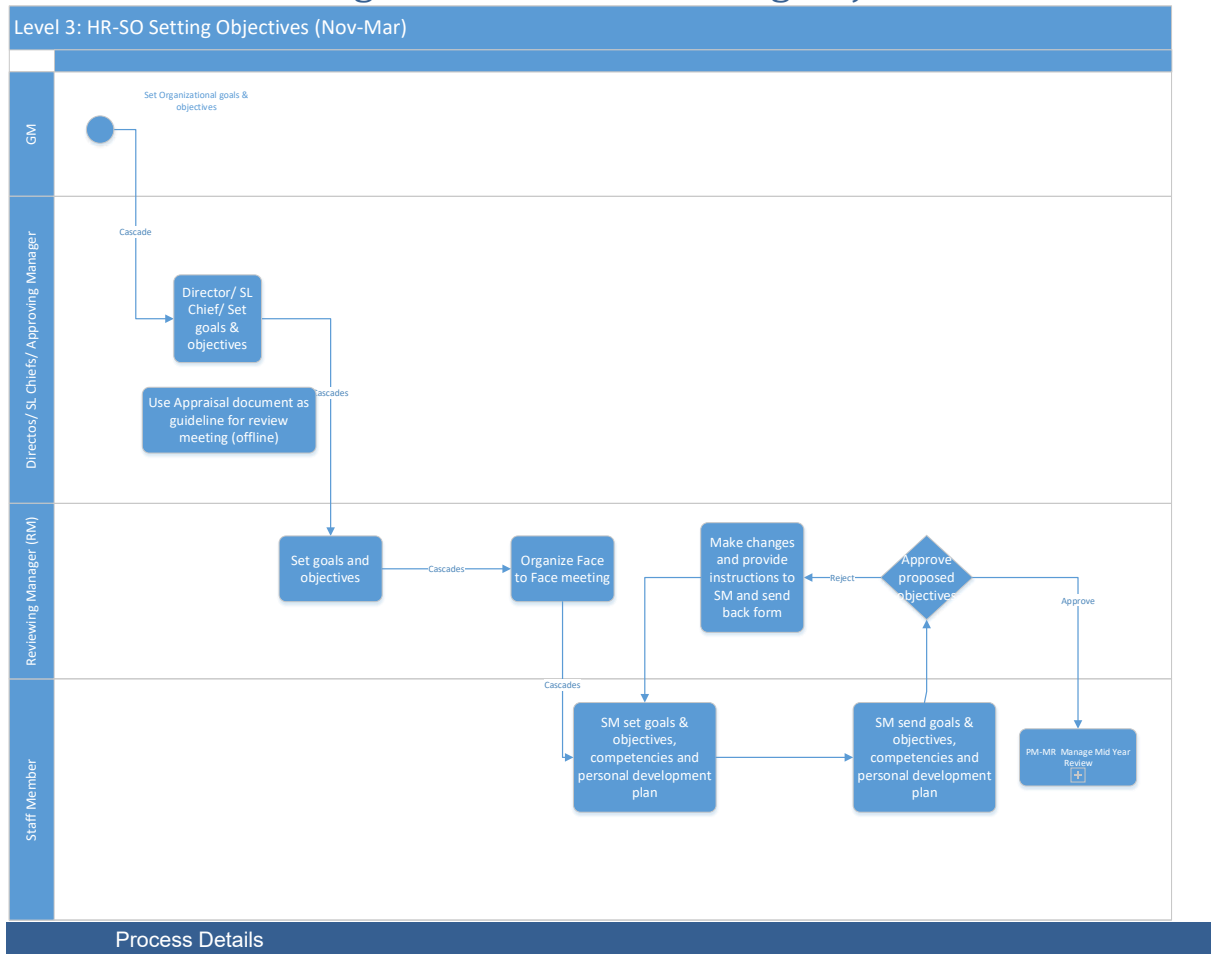 Level 3: HR-SO Setting Objectives (Nov-Mar)
GM
Set Organizational goals &
objectives
Cascade
Directos/ SL Chiefs/ Approving Manager
Director/ SL
Chief/ Set
goals &
objectives
Cascades
Use Appraisal document as
guideline for review
meeting (offline)
Reviewing Manager (RM)
Set goals and
objectives
Cascades
Organize Face
to Face meeting
Make changes
and provide
instructions to
SM and send
back form
Reject
Approve
proposed
objectives
Approve
Cascades
Staff Member
SM set goals &
objectives,
competencies and
personal development
plan
SM send goals &
objectives,
competencies and
personal development
plan
PM-MR Manage Mid Year
Review
Process Details